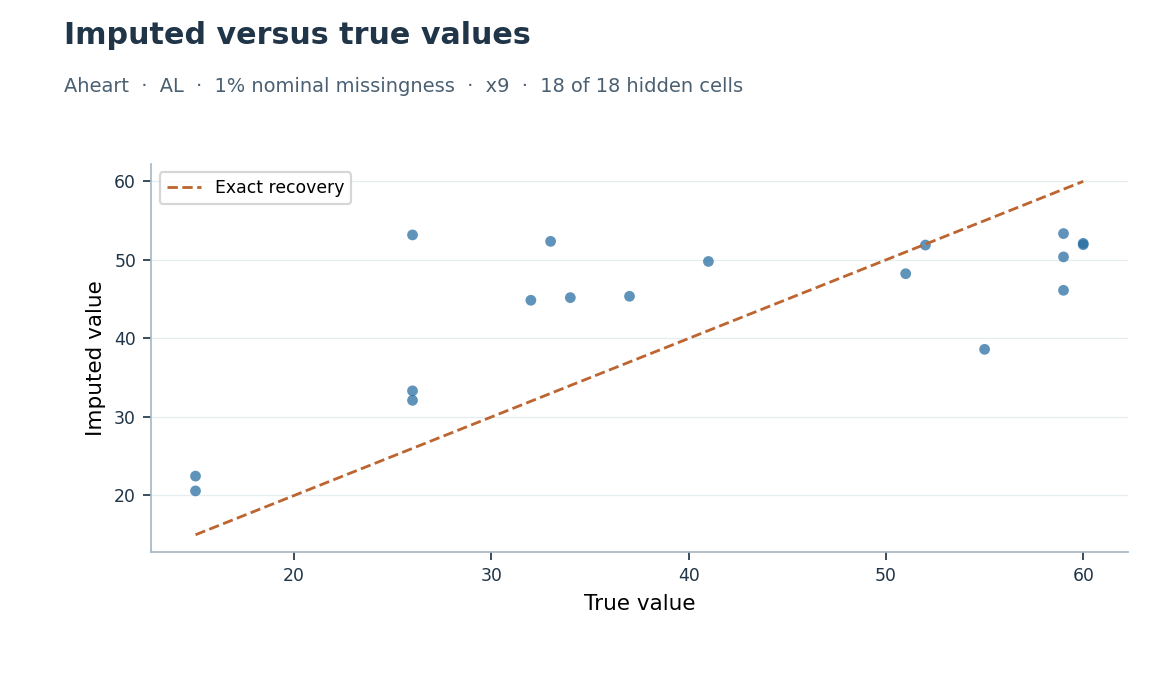 Imputed versus true values
Aheart · AL · 1% nominal missingness · x9 · 18 of 18 hidden cells
Exact recovery
60
50
40
30
20
Imputed value
20 30 40 50 60
True value